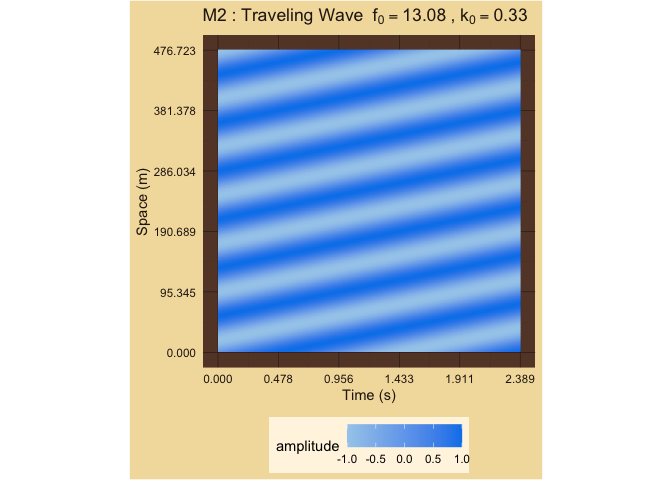 M2 : Traveling Wave f₀ = 13.08 , k₀ = 0.33
Space (m)
476.723
381.378
286.034
190.689
95.345
0.000
0.000 0.478 0.956 1.433 1.911 2.389
Time (s)
amplitude
-1.0 -0.5 0.0 0.5 1.0